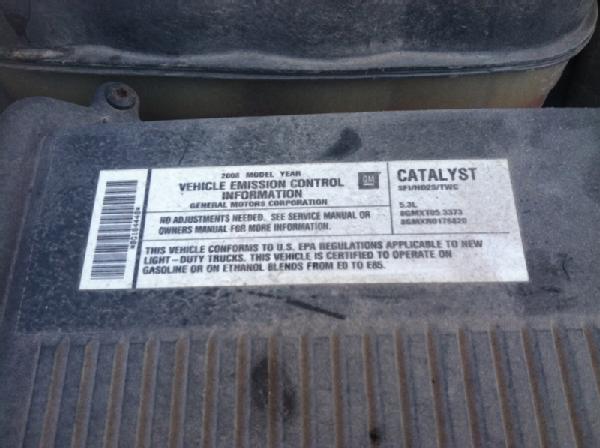 2008 MODEL YEAR
VEHICLE EMISSION CONTROL
INFORMATION
GENERAL MOTORS CORPORATION
GM
NO ADJUSTMENTS NEEDED. SEE SERVICE MANUAL OR
OWNERS MANUAL FOR MORE INFORMATION.
THIS VEHICLE CONFORMS TO U.S. EPA REGULATIONS APPLICABLE TO NEW
LIGHT-DUTY TRUCKS. THIS VEHICLE IS CERTIFIED TO OPERATE ON
GASOLINE OR ON ETHANOL BLENDS FROM E0 TO E85.
CATALYST
SFI/HO2S/TWC
5.3L
8GMXT05.3373
8GMXR0176820